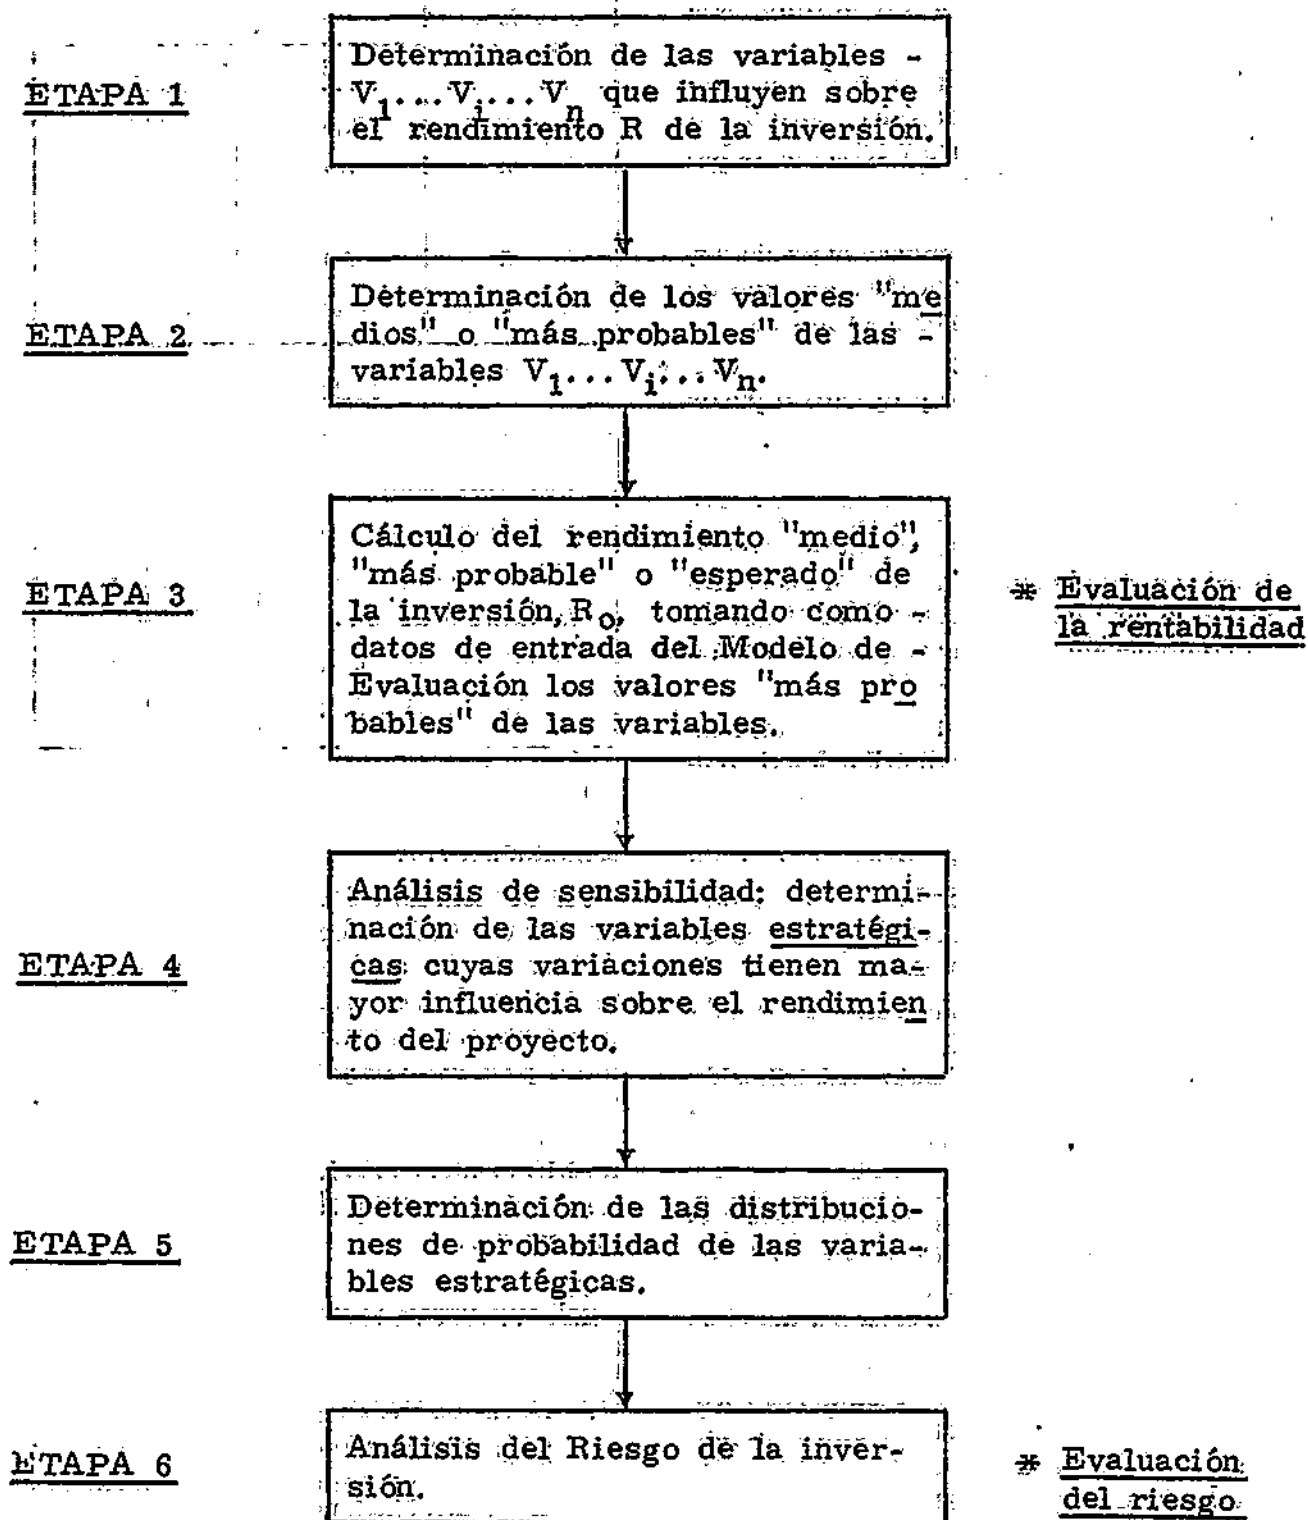 Determinación de las variables -
ETAPA 1
V1...Vi...Vn que influyen sobre
el rendimiento R de la inversión.
Determinación de los valores "me
ETAPA 2
dios" o "más probables" de las -
variables V1...Vi...Vn.
Cálculo del rendimiento "medio",
"más probable" o "esperado" de
ETAPA 3
la inversión, Ro, tomando como -
datos de entrada del Modelo de -
Evaluación los valores "más pro
bables" de las variables.
* Evaluación de
la rentabilidad
Análisis de sensibilidad: determi-
nación de las variables estratégi-
ETAPA 4
cas cuyas variaciones tienen ma-
yor influencia sobre el rendimien
to del proyecto.
Determinación de las distribucio-
ETAPA 5
nes de probabilidad de las varia-
bles estratégicas.
ETAPA 6
Análisis del Riesgo de la inver-
sión.
* Evaluación
del riesgo